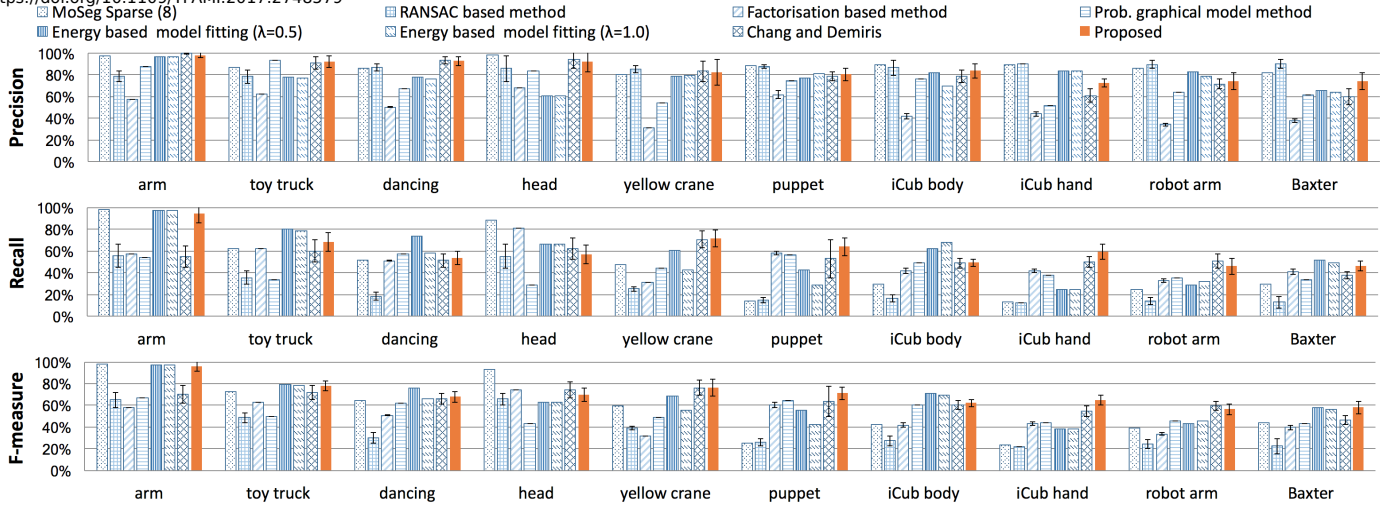 MoSeg Sparse (8) RANSAC based method Factorisation based method Prob. graphical model method
Energy based model fitting (λ=0.5) Energy based model fitting (λ=1.0) Chang and Demiris Proposed
Precision
100%
80%
60%
40%
20%
0%
arm toy truck dancing head yellow crane puppet iCub body iCub hand robot arm Baxter
Recall
100%
80%
60%
40%
20%
0%
arm toy truck dancing head yellow crane puppet iCub body iCub hand robot arm Baxter
F-measure
100%
80%
60%
40%
20%
0%
arm toy truck dancing head yellow crane puppet iCub body iCub hand robot arm Baxter